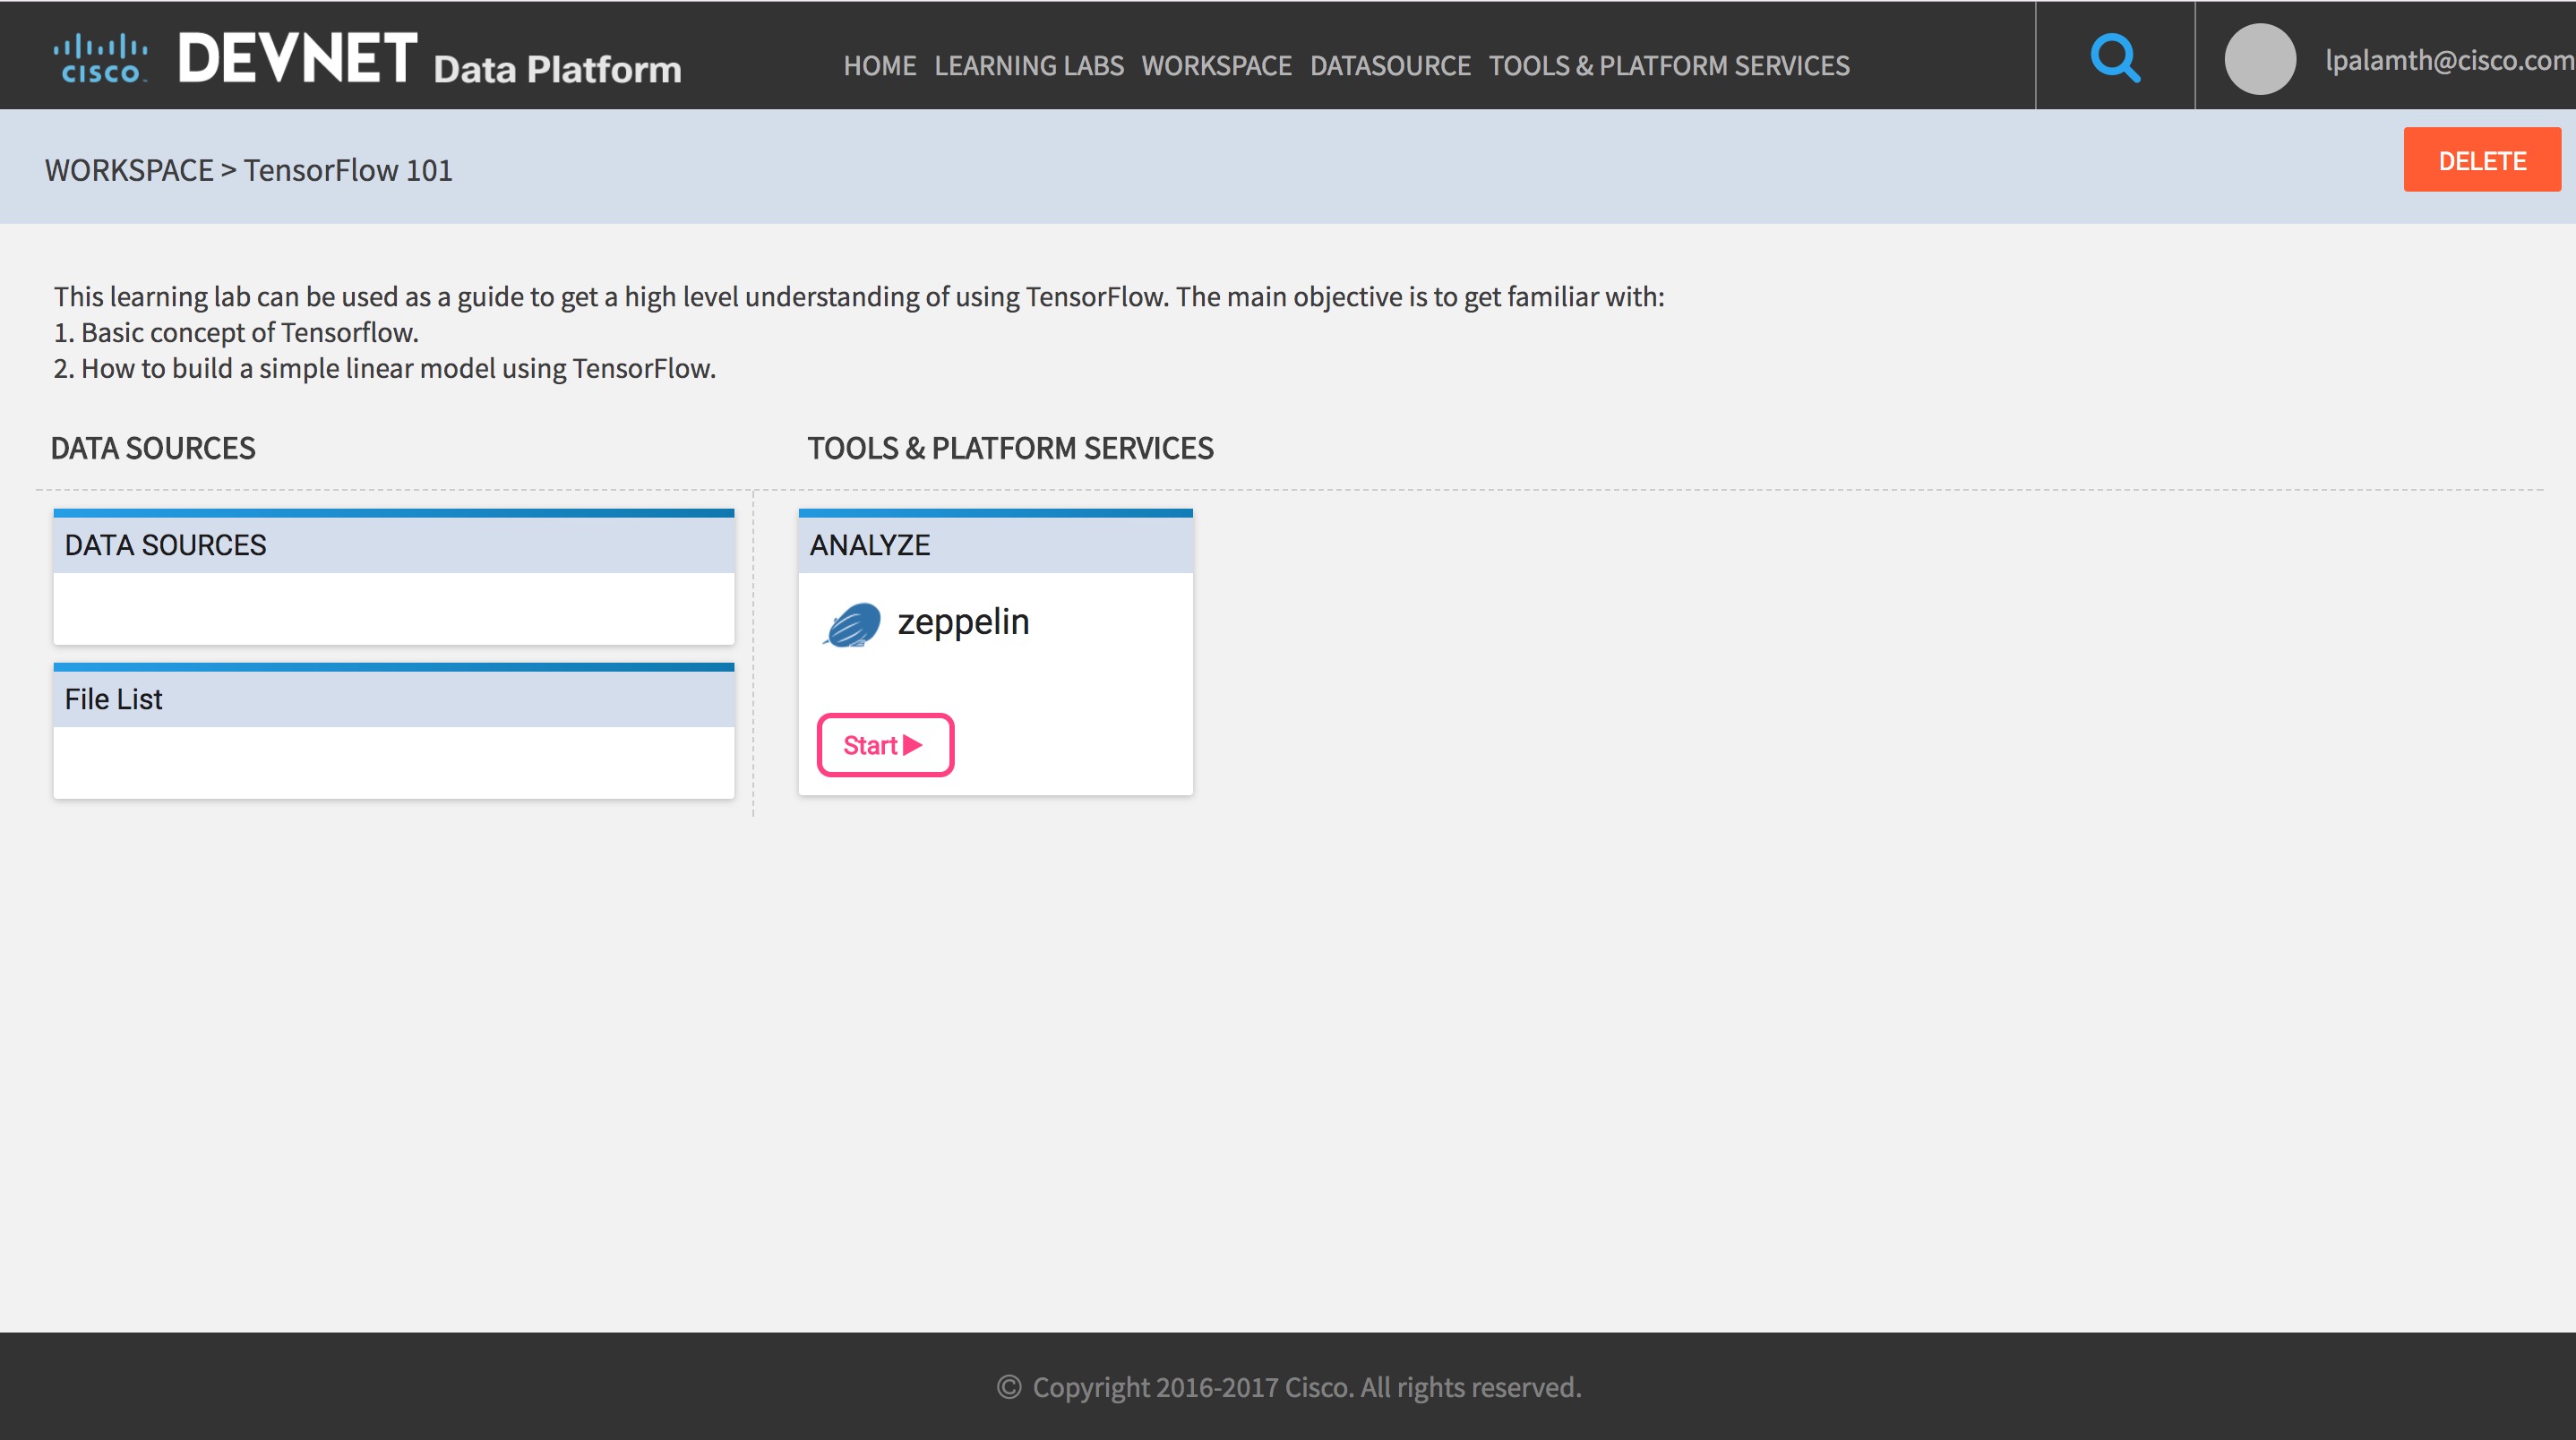 CISCO DEVNET Data Platform HOME LEARNING LABS WORKSPACE DATASOURCE TOOLS & PLATFORM SERVICES lpalamth@cisco.com
WORKSPACE > TensorFlow 101 DELETE
This learning lab can be used as a guide to get a high level understanding of using TensorFlow. The main objective is to get familiar with:
1. Basic concept of Tensorflow.
2. How to build a simple linear model using TensorFlow.
DATA SOURCES
TOOLS & PLATFORM SERVICES
DATA SOURCES
File List
ANALYZE
zeppelin
Start
© Copyright 2016-2017 Cisco. All rights reserved.